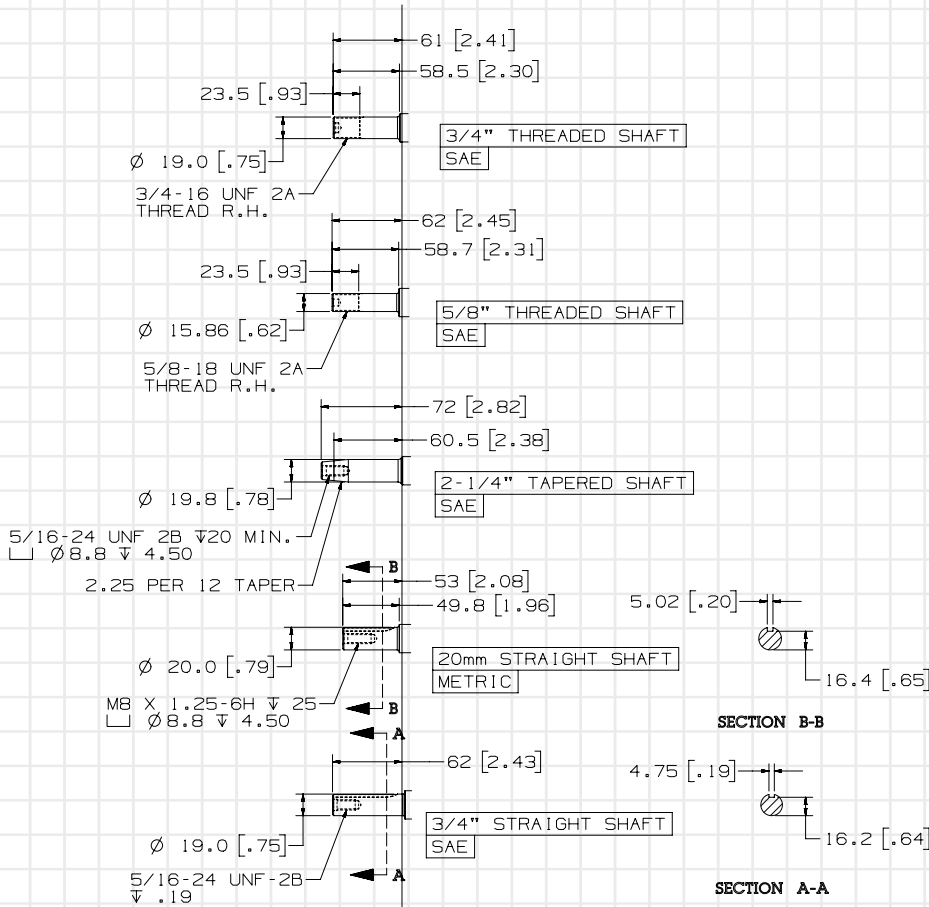 61 [2.41]
58.5 [2.30]
23.5 [.93]
3/4" THREADED SHAFT
SAE
Ø 19.0 [.75]
3/4-16 UNF 2A
THREAD R.H.
62 [2.45]
58.7 [2.31]
23.5 [.93]
5/8" THREADED SHAFT
SAE
Ø 15.86 [.62]
5/8-18 UNF 2A
THREAD R.H.
72 [2.82]
60.5 [2.38]
2-1/4" TAPERED SHAFT
SAE
Ø 19.8 [.78]
5/16-24 UNF 2B ↧20 MIN.
⌴ Ø8.8 ↧ 4.50
2.25 PER 12 TAPER
B
53 [2.08]
49.8 [1.96]
5.02 [.20]
20mm STRAIGHT SHAFT
METRIC
Ø 20.0 [.79]
16.4 [.65]
M8 X 1.25-6H ↧ 25
⌴ Ø8.8 ↧ 4.50
B
SECTION B-B
A
62 [2.43]
4.75 [.19]
3/4" STRAIGHT SHAFT
SAE
Ø 19.0 [.75]
16.2 [.64]
5/16-24 UNF-2B
↧ .19
A
SECTION A-A